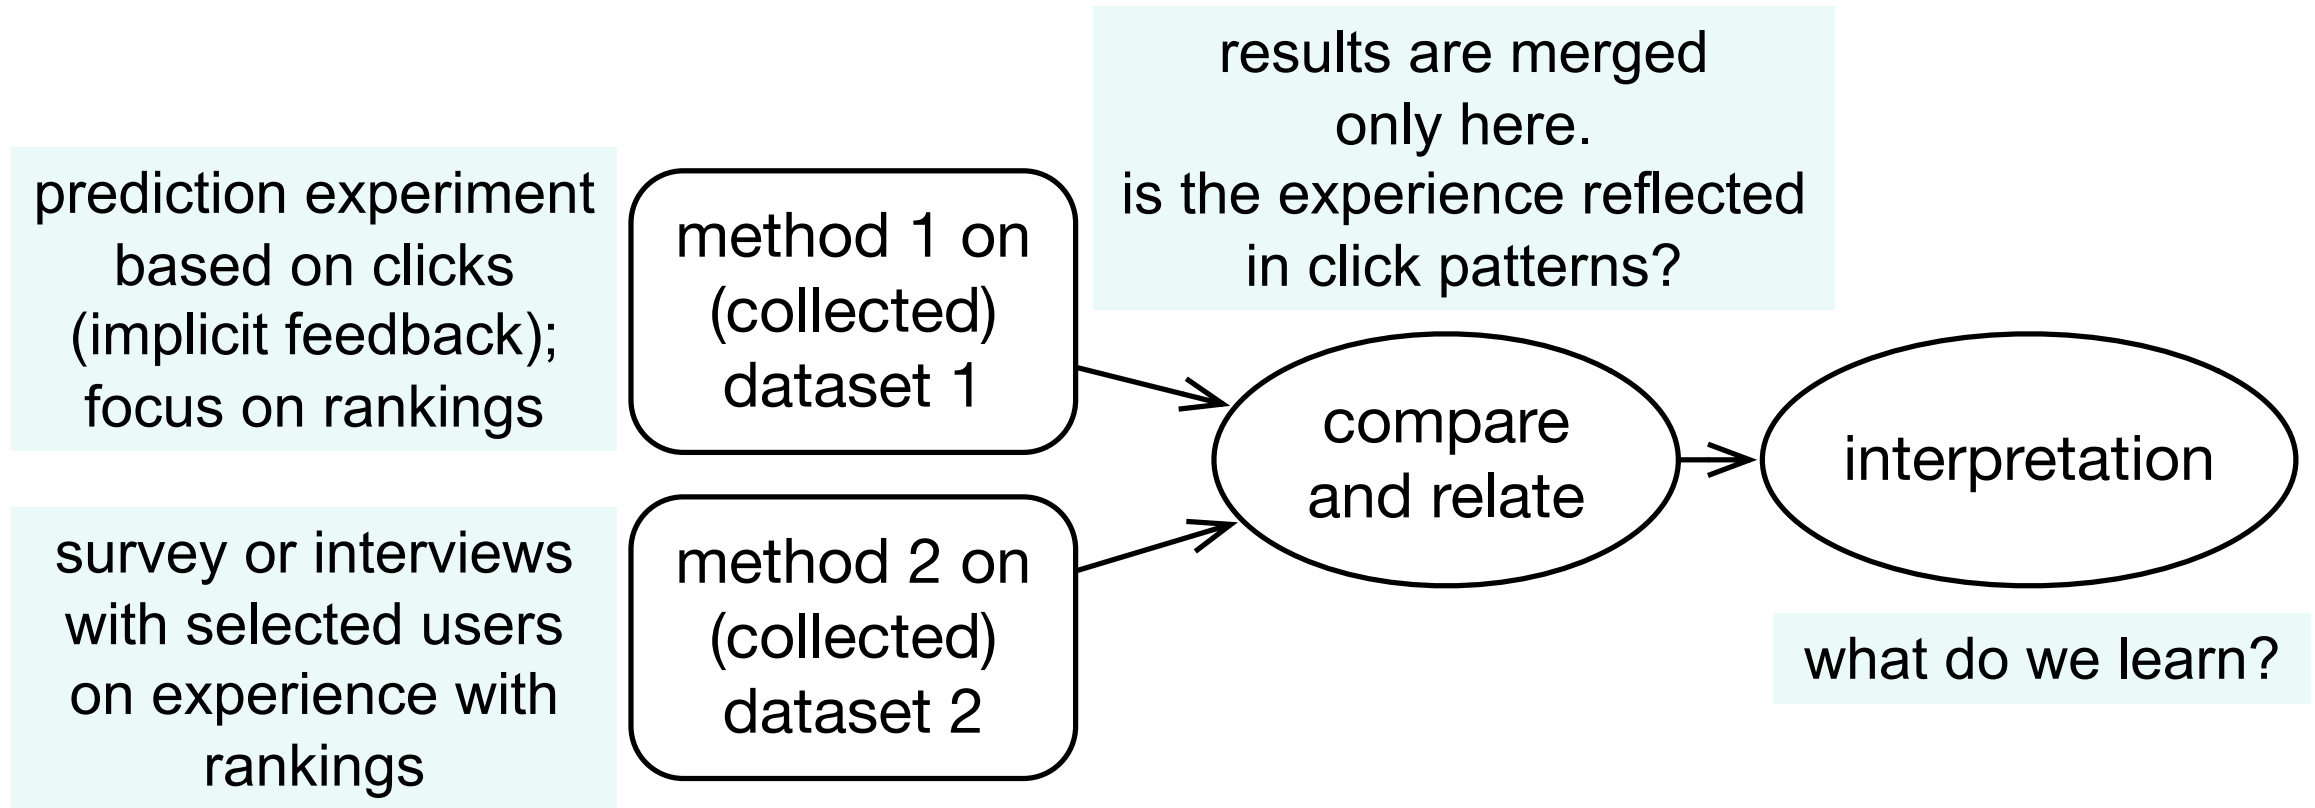 results are merged
only here.
is the experience reflected
in click patterns?
prediction experiment
based on clicks
(implicit feedback);
focus on rankings
method 1 on
(collected)
dataset 1
compare
and relate
interpretation
survey or interviews
with selected users
on experience with
rankings
method 2 on
(collected)
dataset 2
what do we learn?